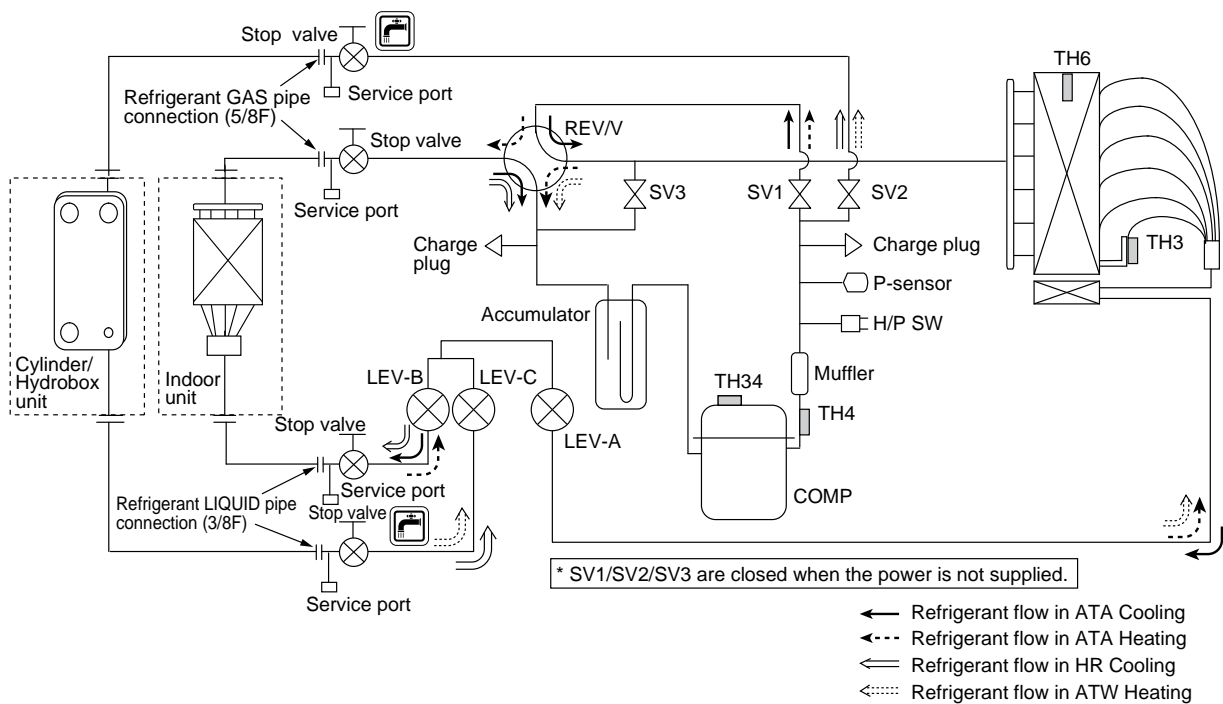 Stop valve
TH6
Refrigerant GAS pipe
connection (5/8F)
Service port
REV/V
Stop valve
Service port
SV3
SV1
SV2
Charge
plug
Charge plug
TH3
P-sensor
Accumulator
H/P SW
Cylinder/
Hydrobox
unit
Indoor
unit
LEV-B
LEV-C
TH34
Muffler
TH4
LEV-A
Stop valve
Service port
COMP
Refrigerant LIQUID pipe
connection (3/8F)
Stop valve
Service port
* SV1/SV2/SV3 are closed when the power is not supplied.
Refrigerant flow in ATA Cooling
Refrigerant flow in ATA Heating
Refrigerant flow in HR Cooling
Refrigerant flow in ATW Heating